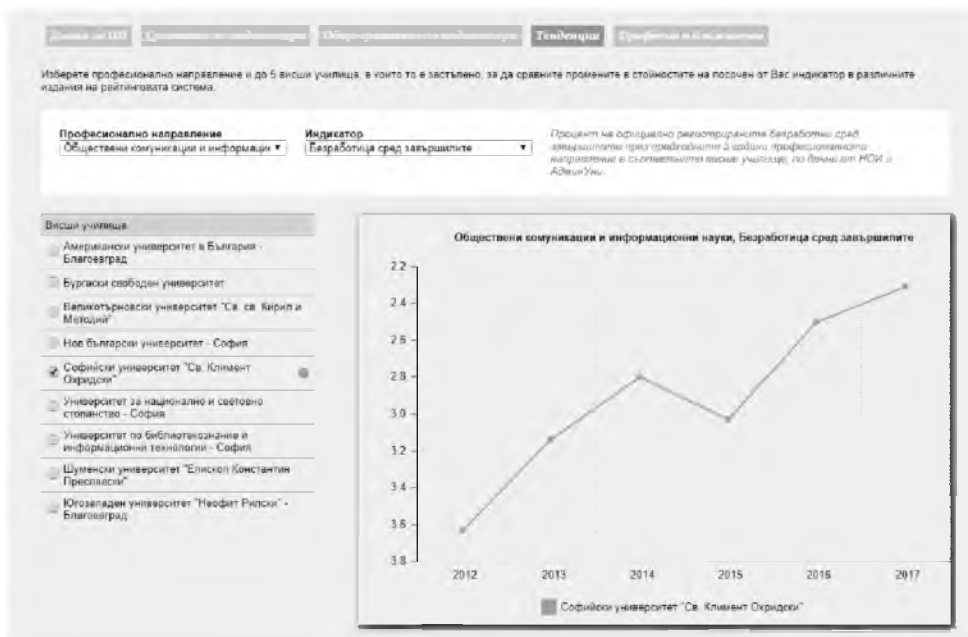 Тенденции
Изберете професионално направление и до 5 висши училища, в които то е застъпено, за да сравните промените в стойностите на посочен от Вас индикатор в различните
издания на рейтинговата система.
Професионално направление
Индикатор
Обществени комуникации и информаци
Безработица сред завършилите
Процент на официално регистрираните безработни сред
завършилите през предходните 5 години професионалното
направление в съответното висше училище, по данни от НОИ и
АдминУни.
Висши училища
Американски университет в България -
Благоевград
Бургаски свободен университет
Великотърновски университет "Св. св. Кирил и
Методий"
Нов български университет - София
Софийски университет "Св. Климент
Охридски"
Университет за национално и световно
стопанство - София
Университет по библиотекознание и
информационни технологии - София
Шуменски университет "Епископ Константин
Преславски"
Югозападен университет "Неофит Рилски" -
Благоевград
Обществени комуникации и информационни науки, Безработица сред завършилите
2.2
2.4
2.6
2.8
3.0
3.2
3.4
3.6
3.8
2012 2013 2014 2015 2016 2017
Софийски университет "Св. Климент Охридски"